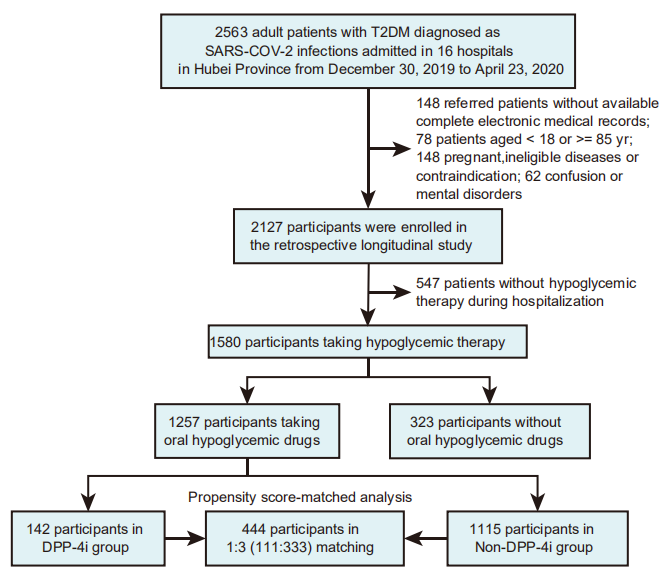 2563 adult patients with T2DM diagnosed as
SARS-COV-2 infections admitted in 16 hospitals
in Hubei Province from December 30, 2019 to April 23, 2020
148 referred patients without available
complete electronic medical records;
78 patients aged < 18 or >= 85 yr;
148 pregnant,ineligible diseases or
contraindication; 62 confusion or
mental disorders
2127 participants were enrolled in
the retrospective longitudinal study
547 patients without hypoglycemic
therapy during hospitalization
1580 participants taking hypoglycemic therapy
1257 participants taking
oral hypoglycemic drugs
323 participants without
oral hypoglycemic drugs
Propensity score-matched analysis
142 participants in
DPP-4i group
444 participants in
1:3 (111:333) matching
1115 participants in
Non-DPP-4i group